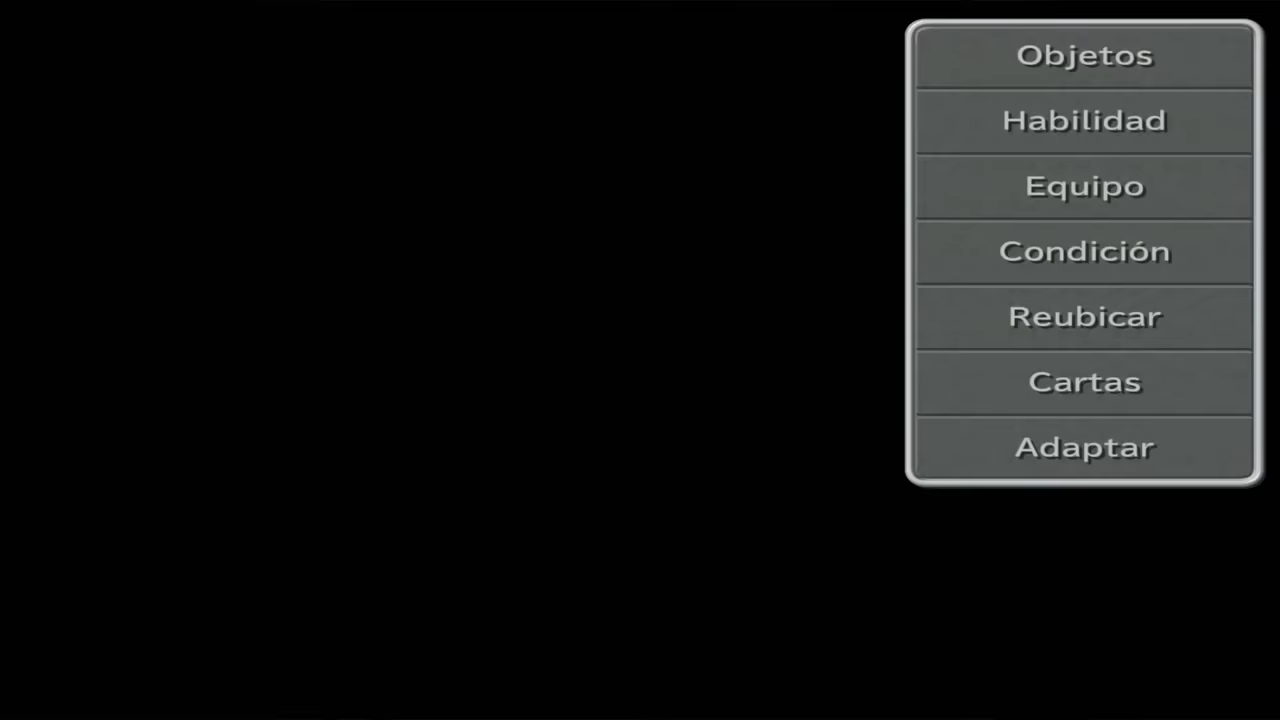 Objetos
Habilidad
Equipo
Condición
Reubicar
Cartas
Adaptar